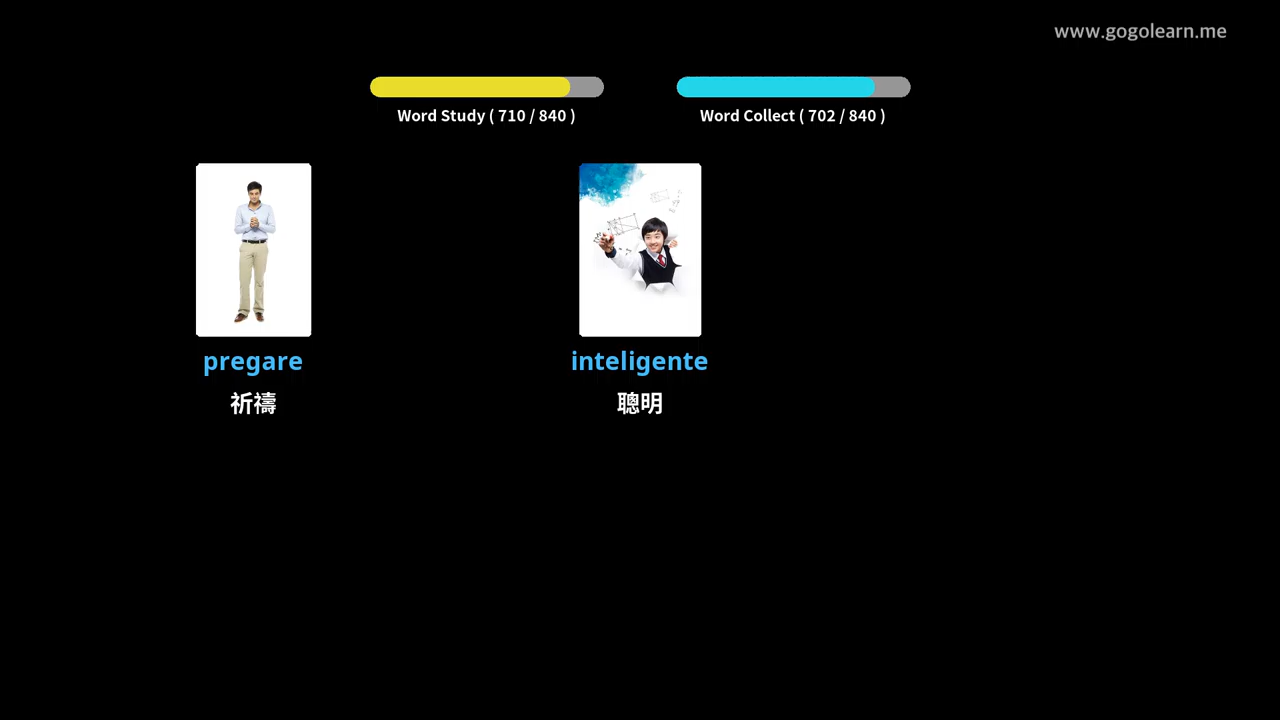 www.gogolearn.me
Word Study ( 710 / 840 )
Word Collect ( 702 / 840 )
pregare
inteligente
祈禱
聰明